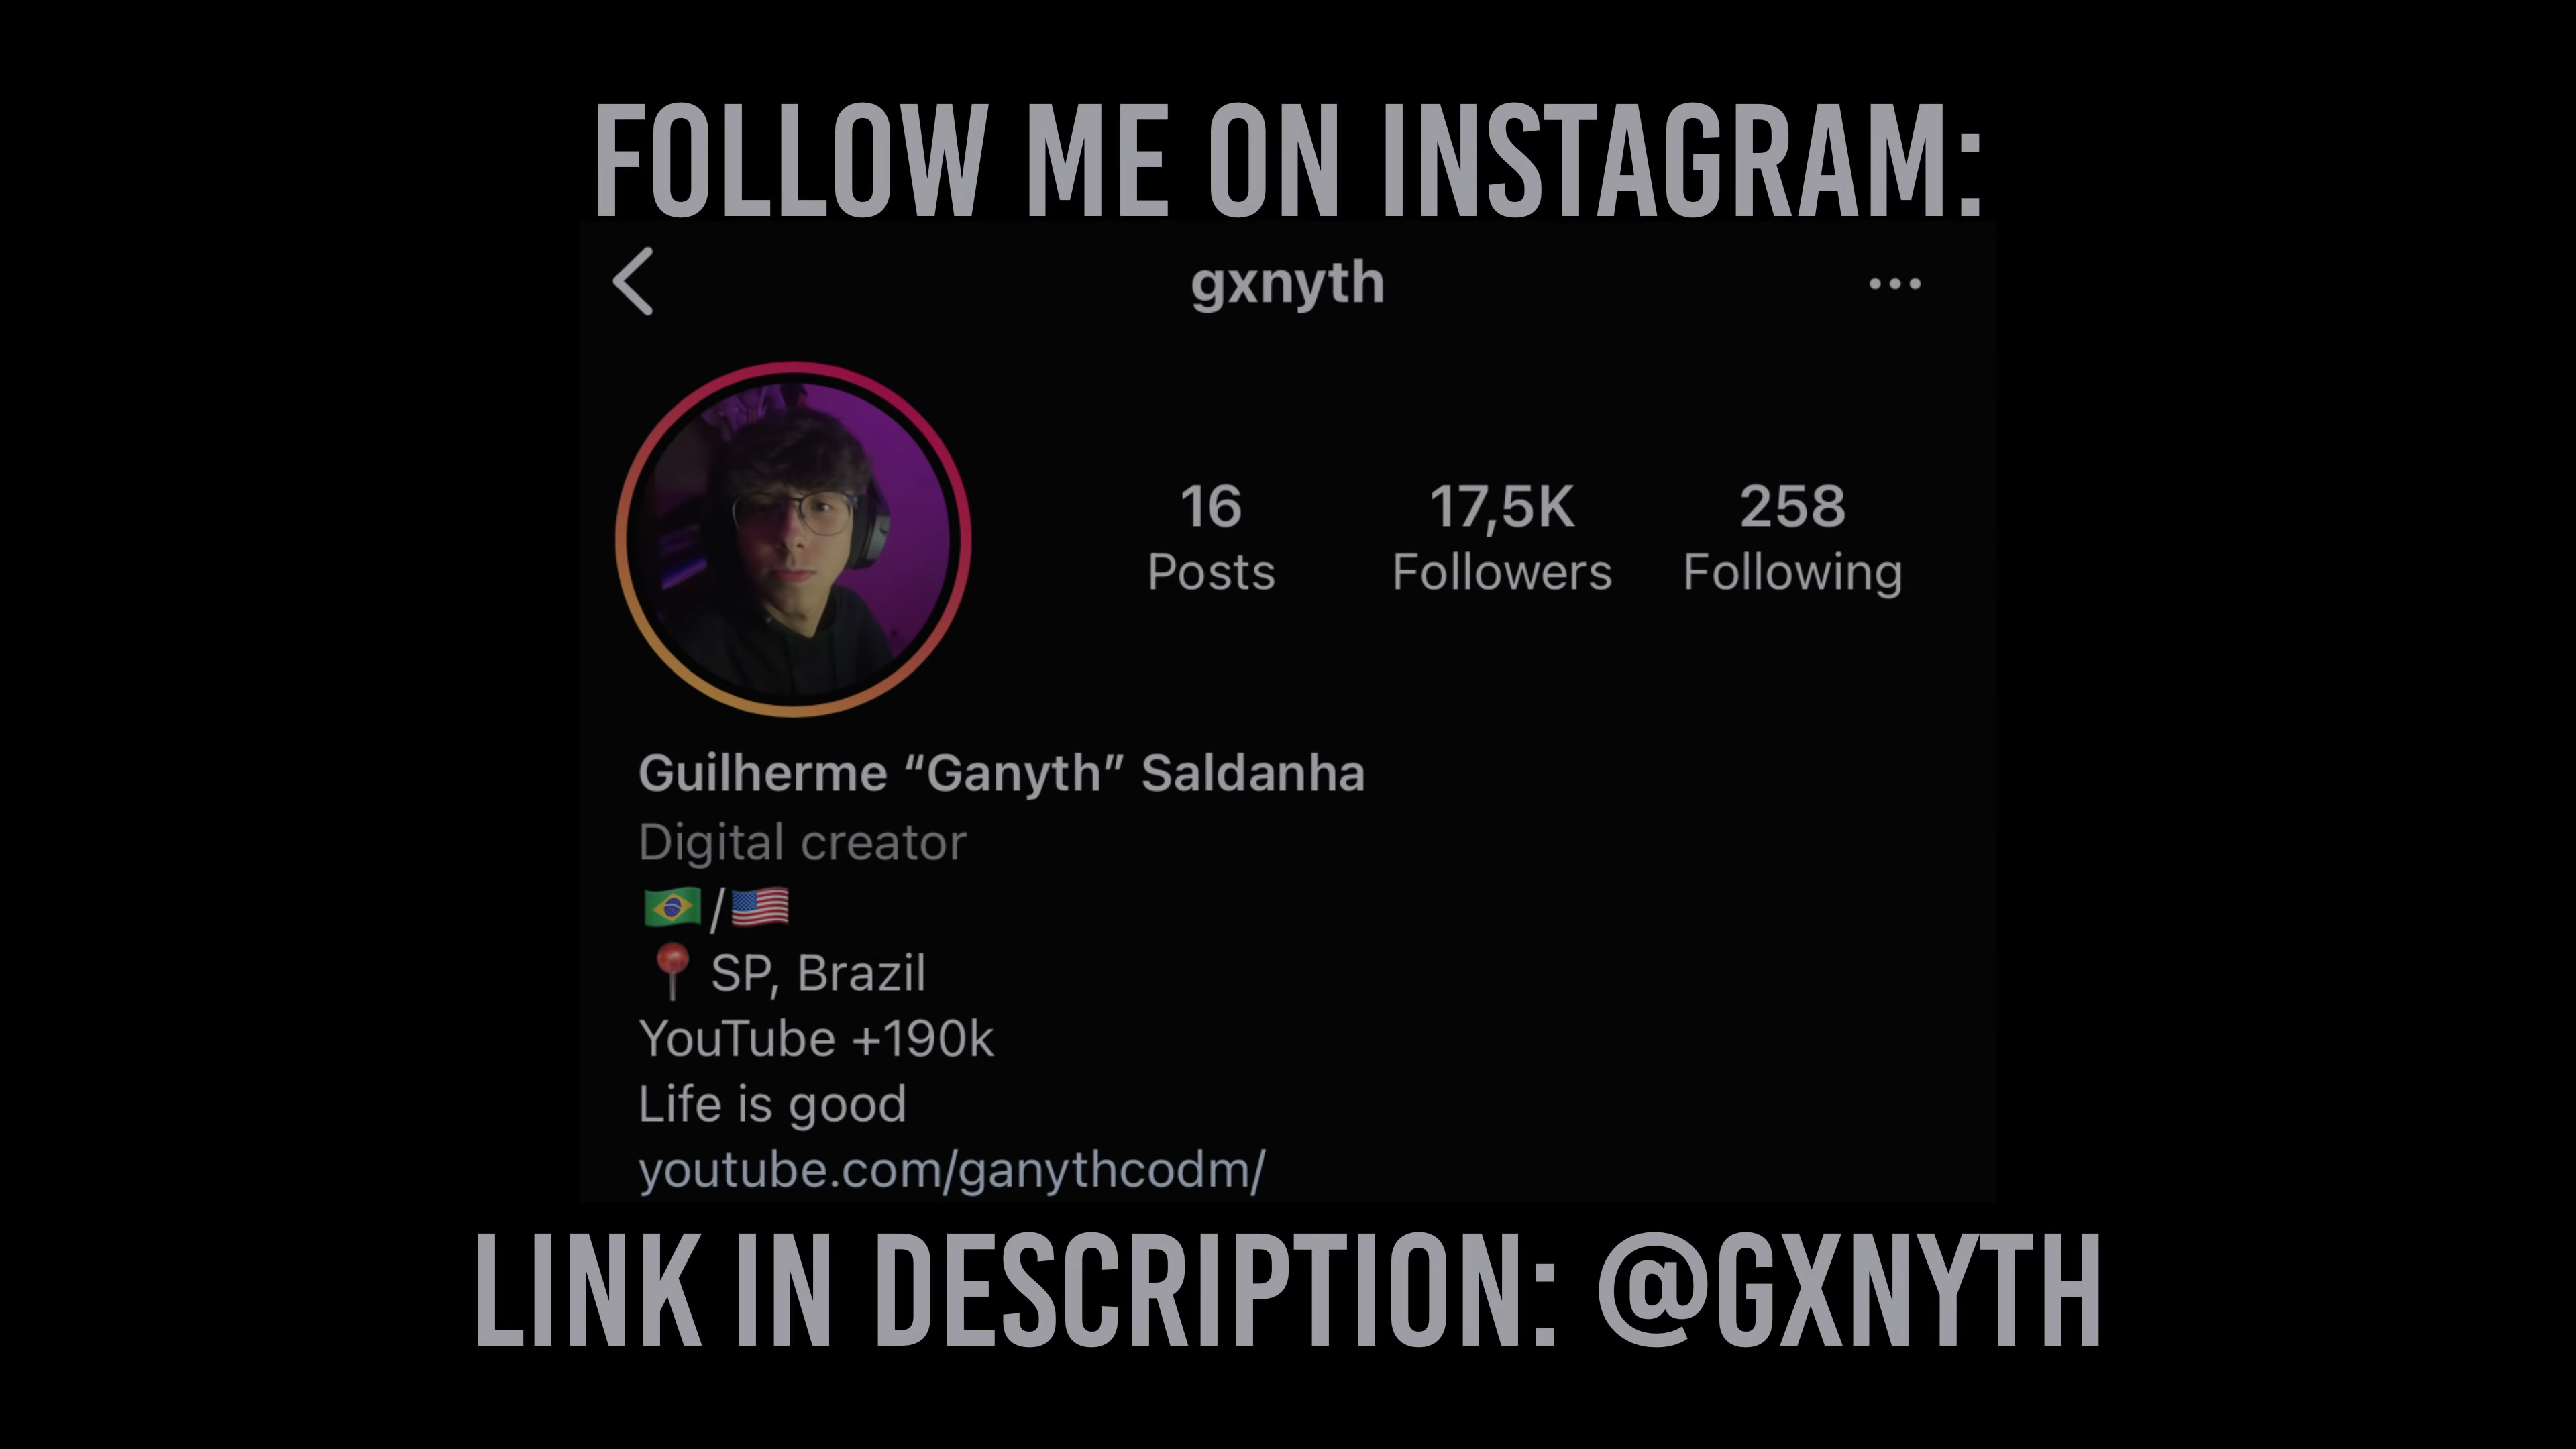 FOLLOW ME ON INSTAGRAM:
gxnyth
16 17,5K 258
Posts Followers Following
Guilherme “Ganyth” Saldanha
Digital creator
🇧🇷/🇺🇸
📍 SP, Brazil
YouTube +190k
Life is good
youtube.com/ganythcodm/
LINK IN DESCRIPTION: @GXNYTH